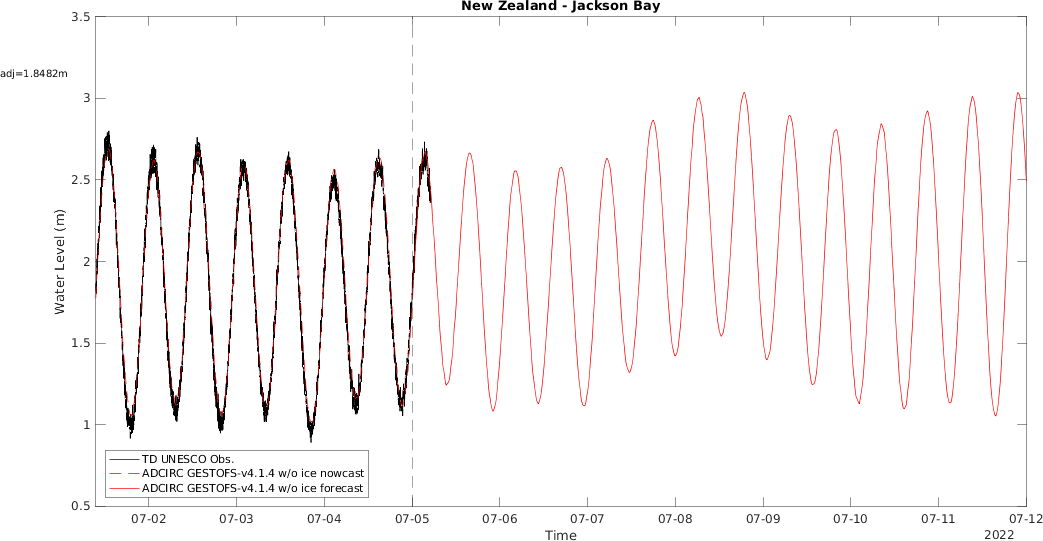 New Zealand - Jackson Bay
adj=1.8482m
Water Level (m)
3.5
3
2.5
2
1.5
1
0.5
TD UNESCO Obs.
ADCIRC GESTOFS-v4.1.4 w/o ice nowcast
ADCIRC GESTOFS-v4.1.4 w/o ice forecast
07-02 07-03 07-04 07-05 07-06 07-07 07-08 07-09 07-10 07-11 07-12
Time
2022